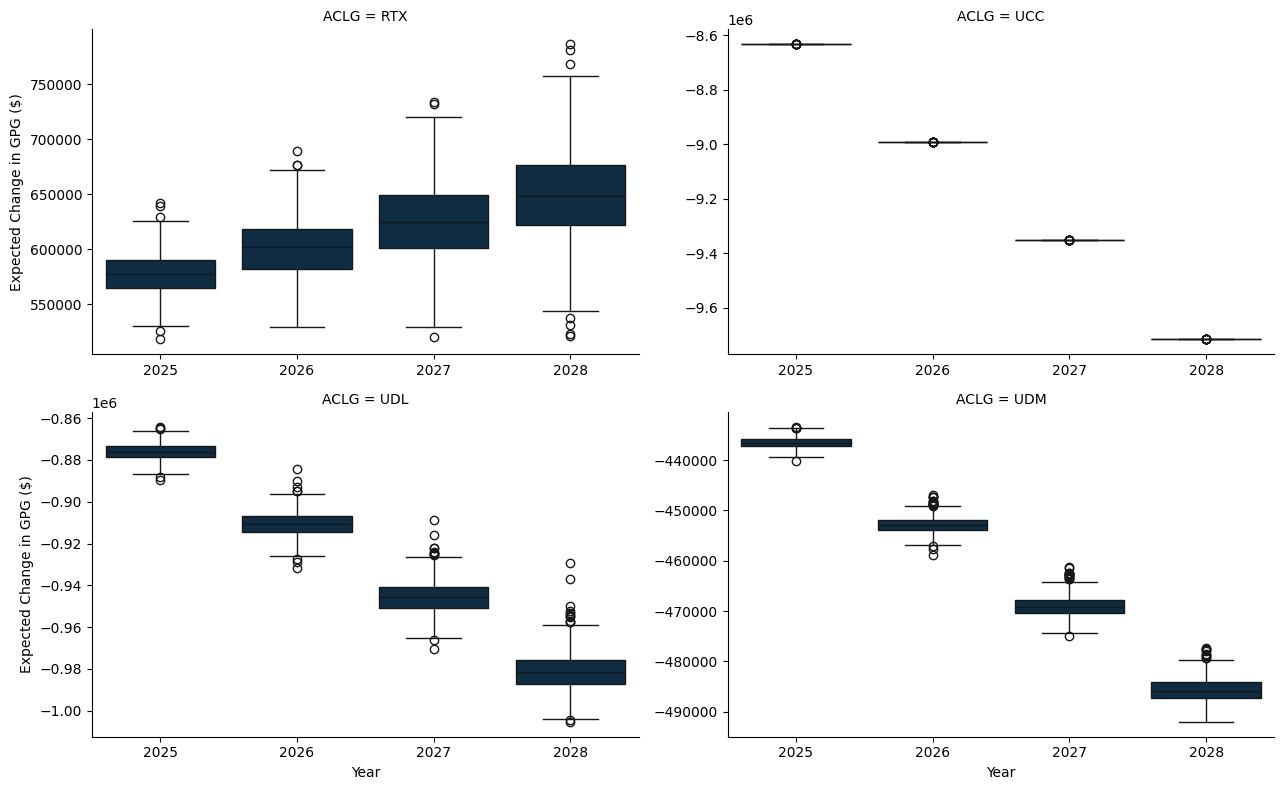 ACLG = RTX
Expected Change in GPG ($)
750000
700000
650000
600000
550000
2025 2026 2027 2028
ACLG = UCC
1e6
−8.6
−8.8
−9.0
−9.2
−9.4
−9.6
2025 2026 2027 2028
ACLG = UDL
1e6
Expected Change in GPG ($)
−0.86
−0.88
−0.90
−0.92
−0.94
−0.96
−0.98
−1.00
2025 2026 2027 2028
Year
ACLG = UDM
−440000
−450000
−460000
−470000
−480000
−490000
2025 2026 2027 2028
Year